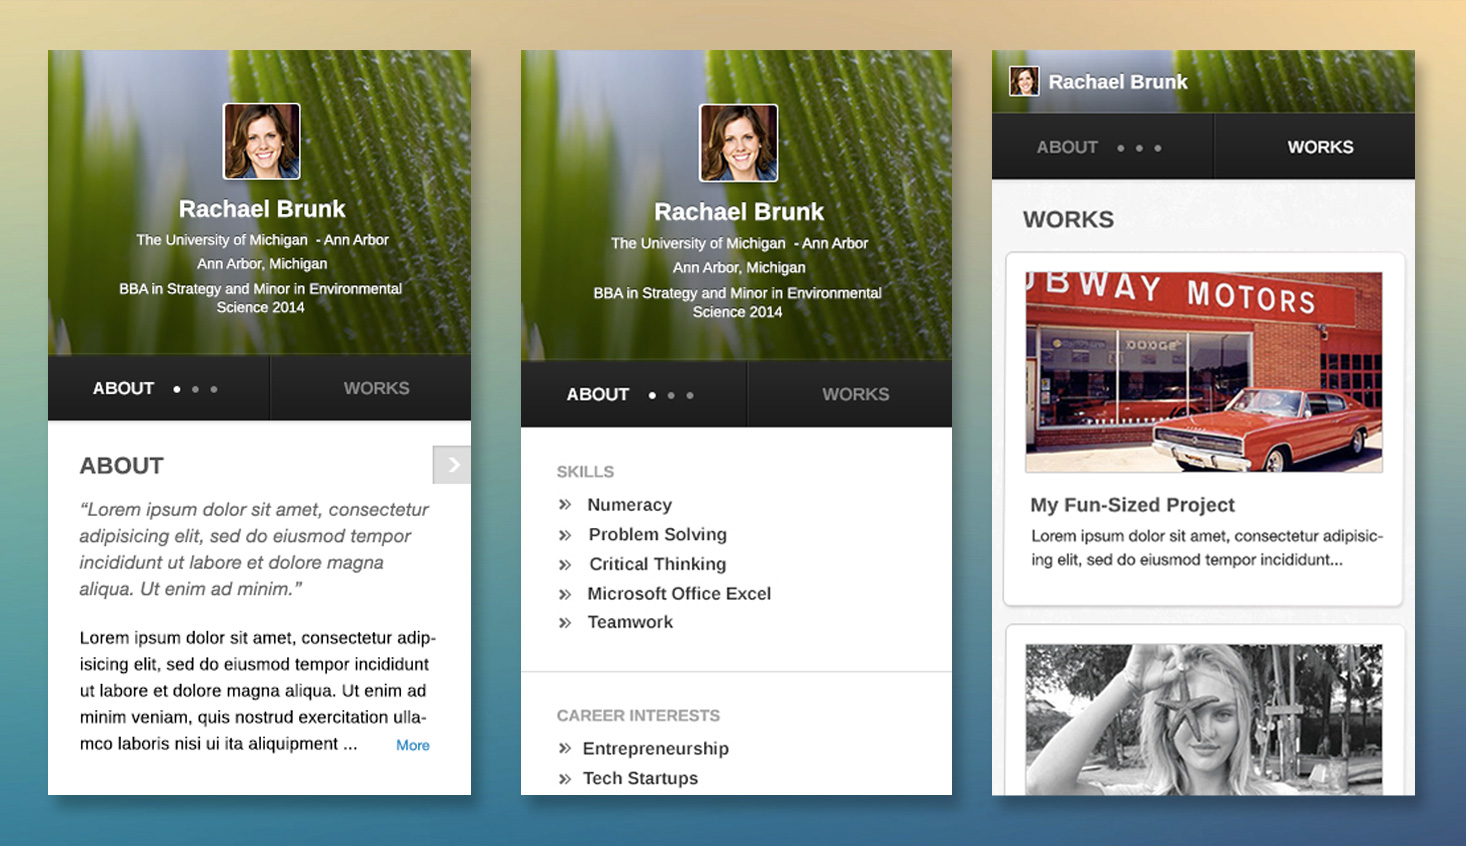 Rachael Brunk
The University of Michigan  - Ann Arbor
Ann Arbor, Michigan
BBA in Strategy and Minor in Environmental
Science 2014
ABOUT
WORKS
ABOUT
“Lorem ipsum dolor sit amet, consectetur
adipisicing elit, sed do eiusmod tempor
incididunt ut labore et dolore magna
aliqua. Ut enim ad minim.”
Lorem ipsum dolor sit amet, consectetur adip-
isicing elit, sed do eiusmod tempor incididunt
ut labore et dolore magna aliqua. Ut enim ad
minim veniam, quis nostrud exercitation ulla-
mco laboris nisi ui ita aliquipment ...
More
Rachael Brunk
The University of Michigan  - Ann Arbor
Ann Arbor, Michigan
BBA in Strategy and Minor in Environmental
Science 2014
ABOUT
WORKS
SKILLS
Numeracy
Problem Solving
Critical Thinking
Microsoft Office Excel
Teamwork
CAREER INTERESTS
Entrepreneurship
Tech Startups
Rachael Brunk
ABOUT
WORKS
WORKS
UBWAY MOTORS
DODGE
My Fun-Sized Project
Lorem ipsum dolor sit amet, consectetur adipisic-
ing elit, sed do eiusmod tempor incididunt...